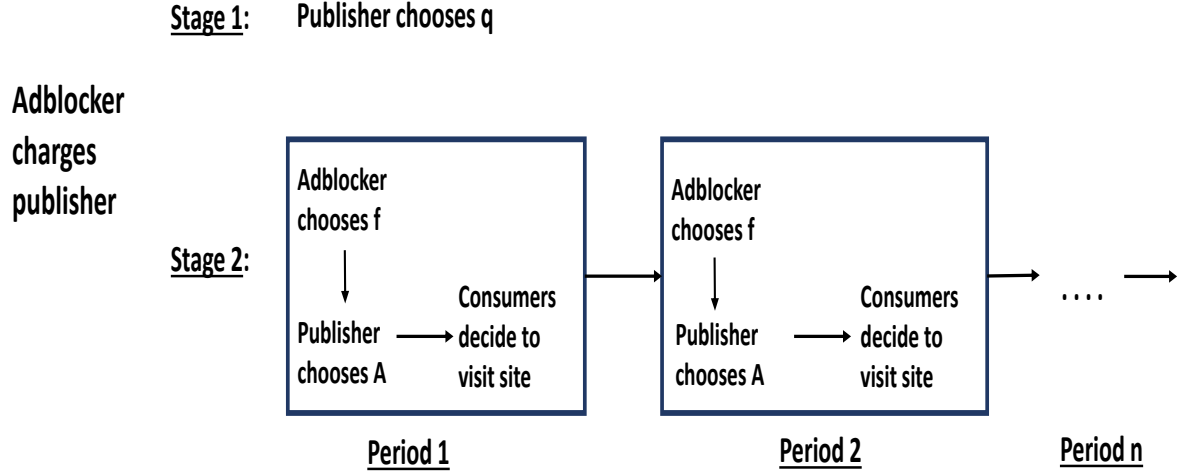 Stage 1: Publisher chooses q
Adblocker
charges
publisher
Stage 2:
Adblocker
chooses f
Publisher
chooses A
Consumers
decide to
visit site
Adblocker
chooses f
Publisher
chooses A
Consumers
decide to
visit site
....
Period 1
Period 2
Period n